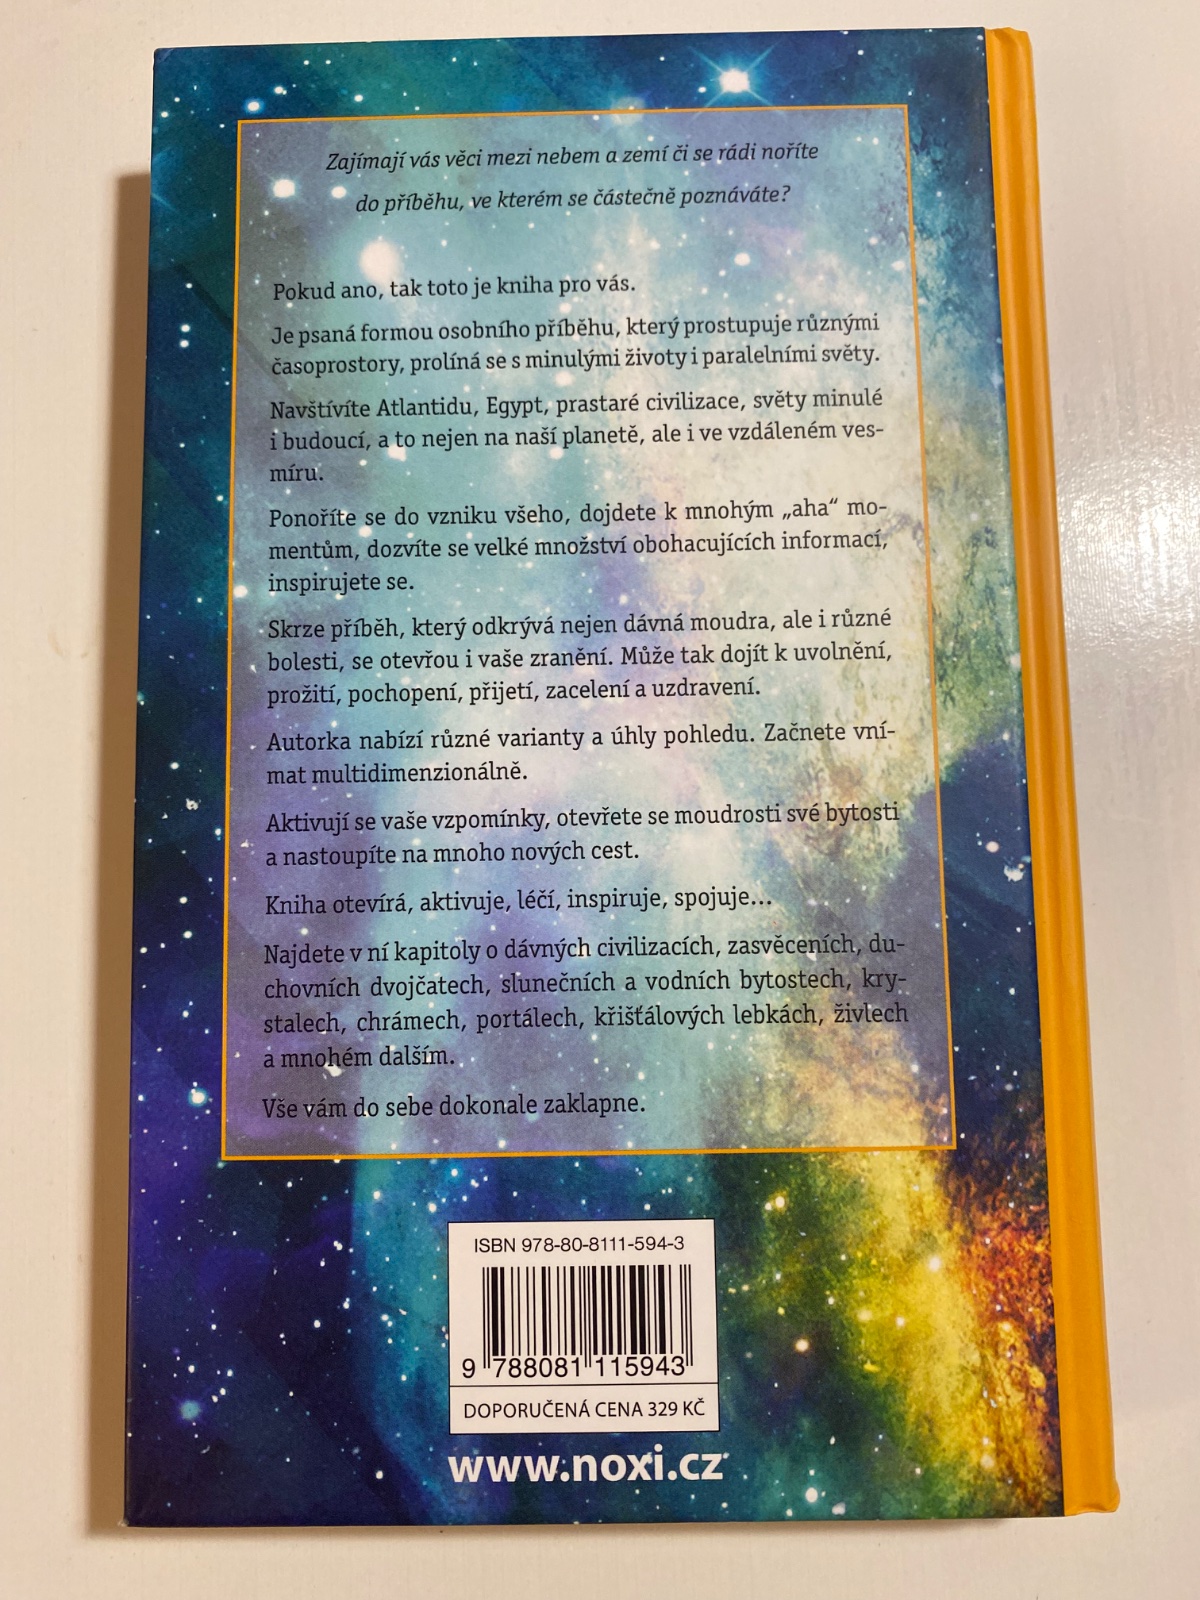 Zajímají vás věci mezi nebem a zemí či se rádi noříte
do příběhu, ve kterém se částečně poznáváte?
Pokud ano, tak toto je kniha pro vás.
Je psaná formou osobního příběhu, který prostupuje různými
časoprostory, prolíná se s minulými životy i paralelními světy.
Navštívíte Atlantidu, Egypt, prastaré civilizace, světy minulé
i budoucí, a to nejen na naší planetě, ale i ve vzdáleném ves-
míru.
Ponoříte se do vzniku všeho, dojdete k mnohým „aha“ mo-
mentům, dozvíte se velké množství obohacujících informací,
inspirujete se.
Skrze příběh, který odkrývá nejen dávná moudra, ale i různé
bolesti, se otevřou i vaše zranění. Může tak dojít k uvolnění,
prožití, pochopení, přijetí, zacelení a uzdravení.
Autorka nabízí různé varianty a úhly pohledu. Začnete vní-
mat multidimenzionálně.
Aktivují se vaše vzpomínky, otevřete se moudrosti své bytosti
a nastoupíte na mnoho nových cest.
Kniha otevírá, aktivuje, léčí, inspiruje, spojuje...
Najdete v ní kapitoly o dávných civilizacích, zasvěceních, du-
chovních dvojčatech, slunečních a vodních bytostech, kry-
stalech, chrámech, portálech, křišťálových lebkách, živlech
a mnohém dalším.
Vše vám do sebe dokonale zaklapne.
ISBN 978-80-8111-594-3
9 788081 115943
DOPORUČENÁ CENA 329 KČ
www.noxi.cz